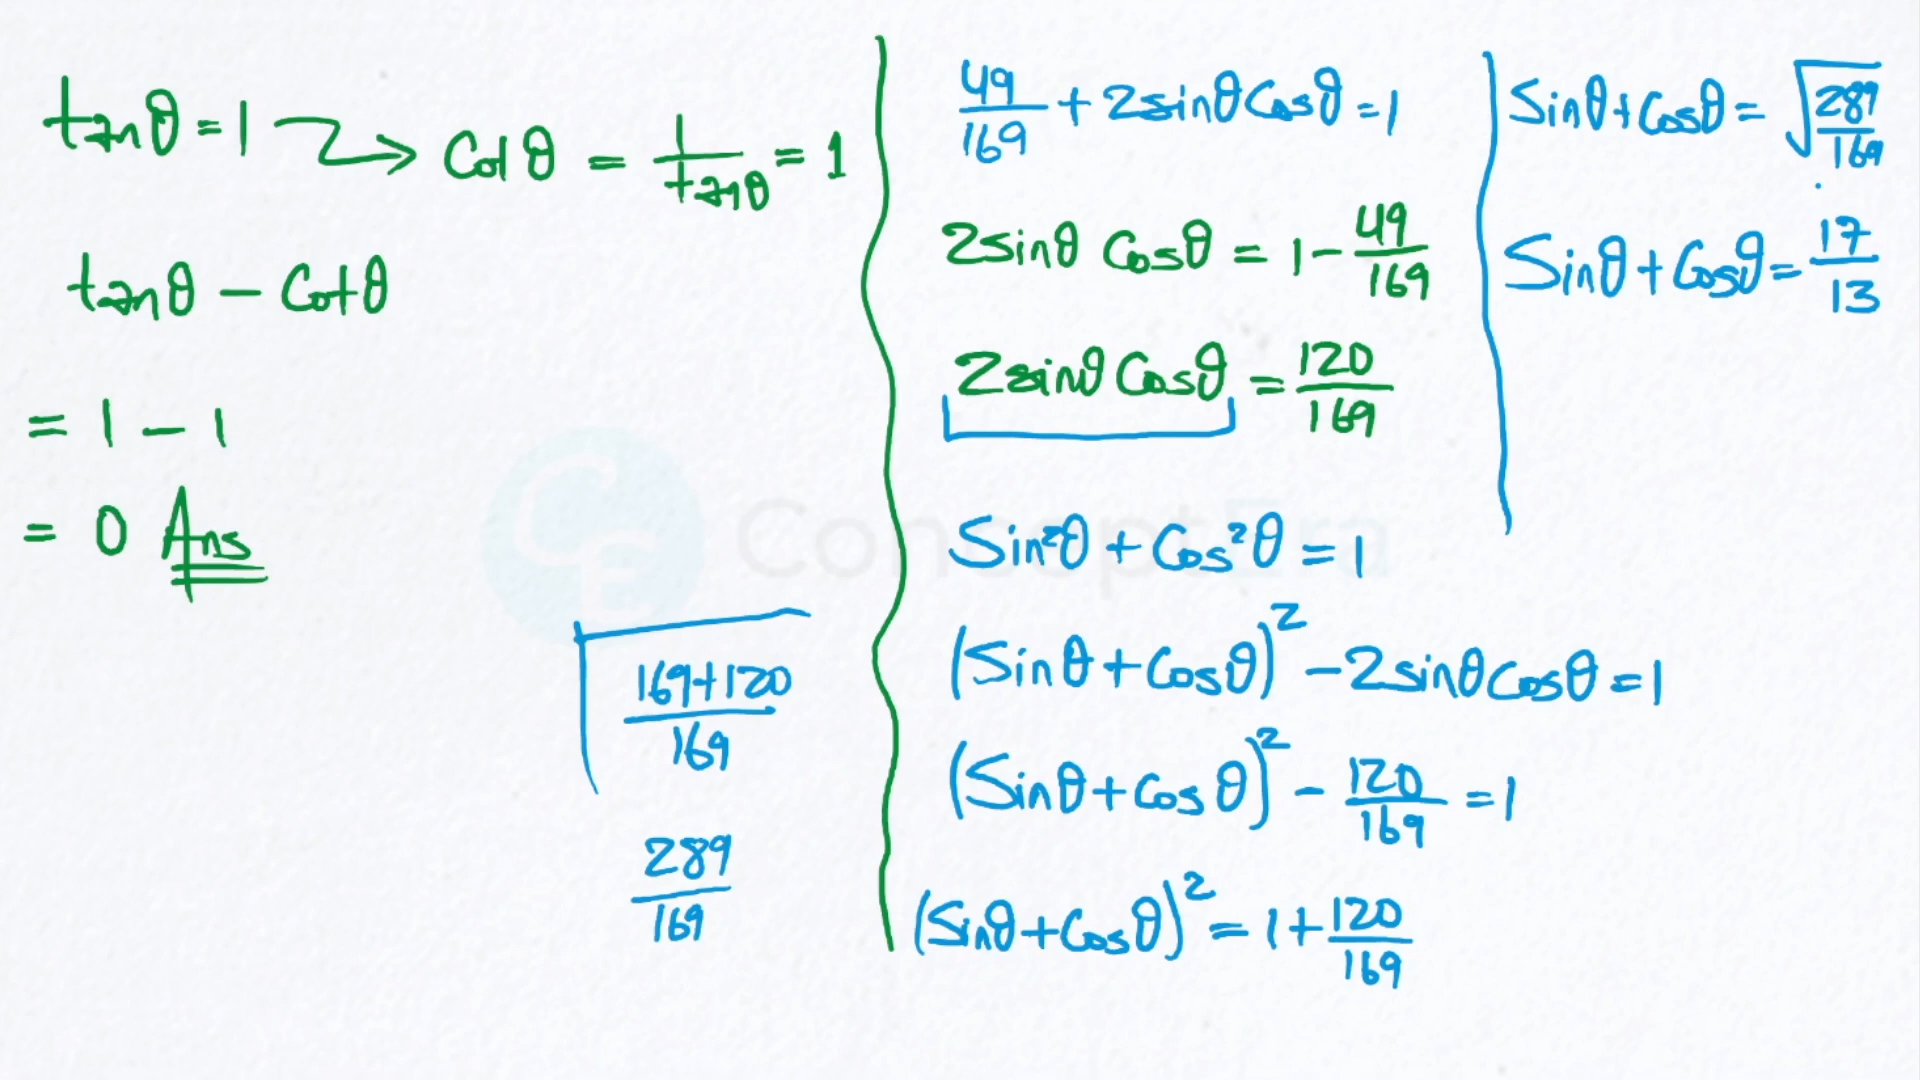 tanθ = 1 → Cotθ = 1/tanθ = 1
tanθ - Cotθ
= 1 - 1
= 0 Ans
169+120/169
289/169
49/169 + 2sinθCosθ = 1
2sinθ Cosθ = 1 - 49/169
2sinθ Cosθ = 120/169
Sin²θ + Cos²θ = 1
(Sinθ + Cosθ)² - 2sinθcosθ = 1
(Sinθ + Cosθ)² - 120/169 = 1
(Sinθ + Cosθ)² = 1 + 120/169
Sinθ + Cosθ = √289/169
Sinθ + Cosθ = 17/13
CE ConceptEra